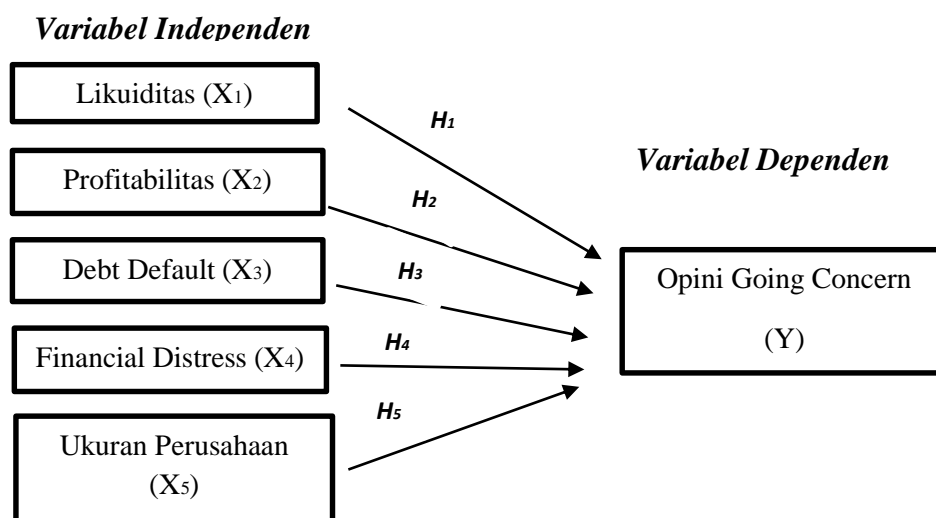 Variabel Independen
Likuiditas (X1)
H1
Variabel Dependen
Profitabilitas (X2)
H2
Debt Default (X3)
H3
Opini Going Concern
(Y)
Financial Distress (X4)
H4
H5
Ukuran Perusahaan
(X5)